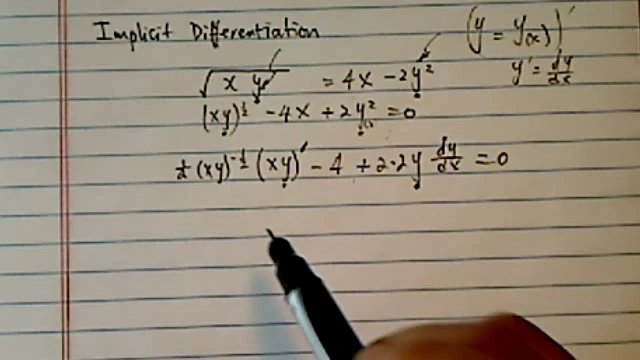 Implicit Differentiation
(y = y(x))'
√(x y) = 4x - 2y²
y' = dy/dx
(xy)^½ - 4x + 2y² = 0
½ (xy)^-½ (xy)' - 4 + 2·2y dy/dx = 0